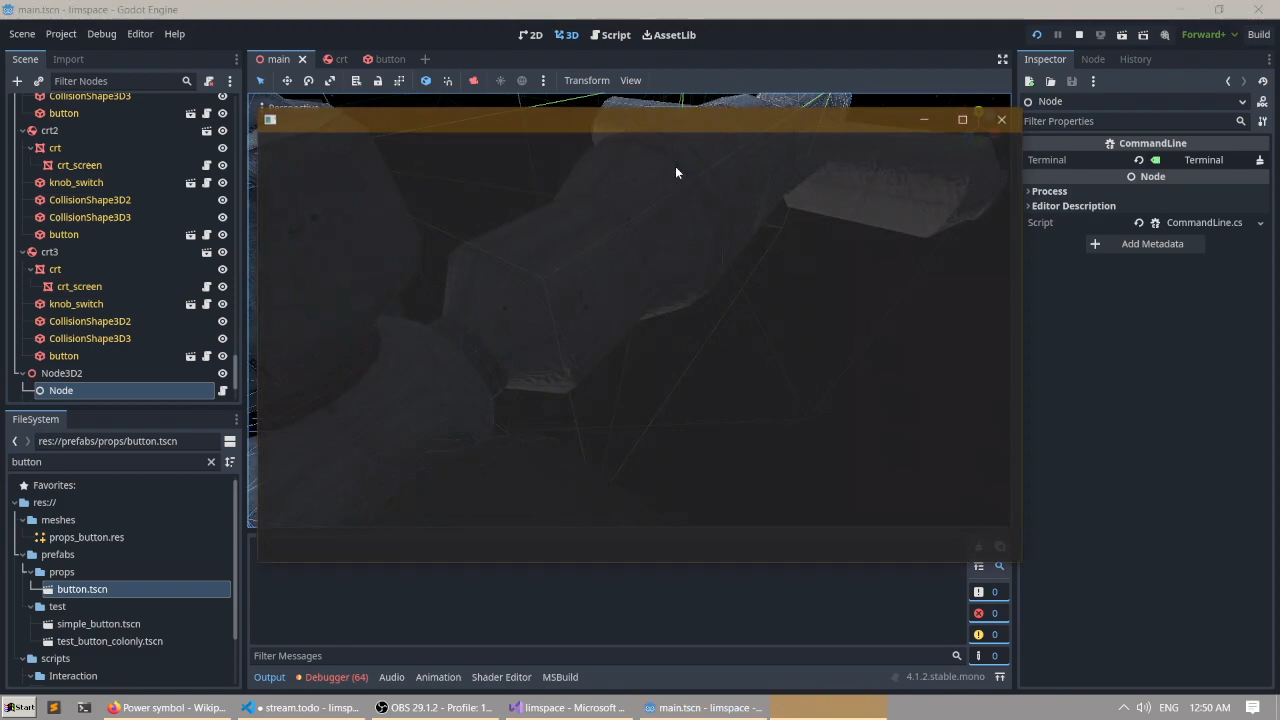 main.tscn - limspace - Godot Engine
Scene Project Debug Editor Help
2D 3D Script AssetLib
Forward+ Build
Scene Import
main crt button
Inspector Node History
Filter Nodes
Transform View
Node
Filter Properties
CommandLine
Terminal Terminal
Node
Process
Editor Description
Script CommandLine.cs
Add Metadata
Perspective
CollisionShape3D3
button
crt2
crt
crt_screen
knob_switch
CollisionShape3D2
CollisionShape3D3
button
crt3
crt
crt_screen
knob_switch
CollisionShape3D2
CollisionShape3D3
button
Node3D2
Node
FileSystem
res://prefabs/props/button.tscn
button
Favorites:
res://
meshes
props_button.res
prefabs
props
button.tscn
test
simple_button.tscn
test_button_colonly.tscn
scripts
Interaction
0
0
0
0
Filter Messages
Output Debugger (64) Audio Animation Shader Editor MSBuild
4.1.2.stable.mono
Start Power symbol - Wikip... stream.todo - limsp... OBS 29.1.2 - Profile: 1... limspace - Microsoft ... main.tscn - limspace -... ENG 12:50 AM